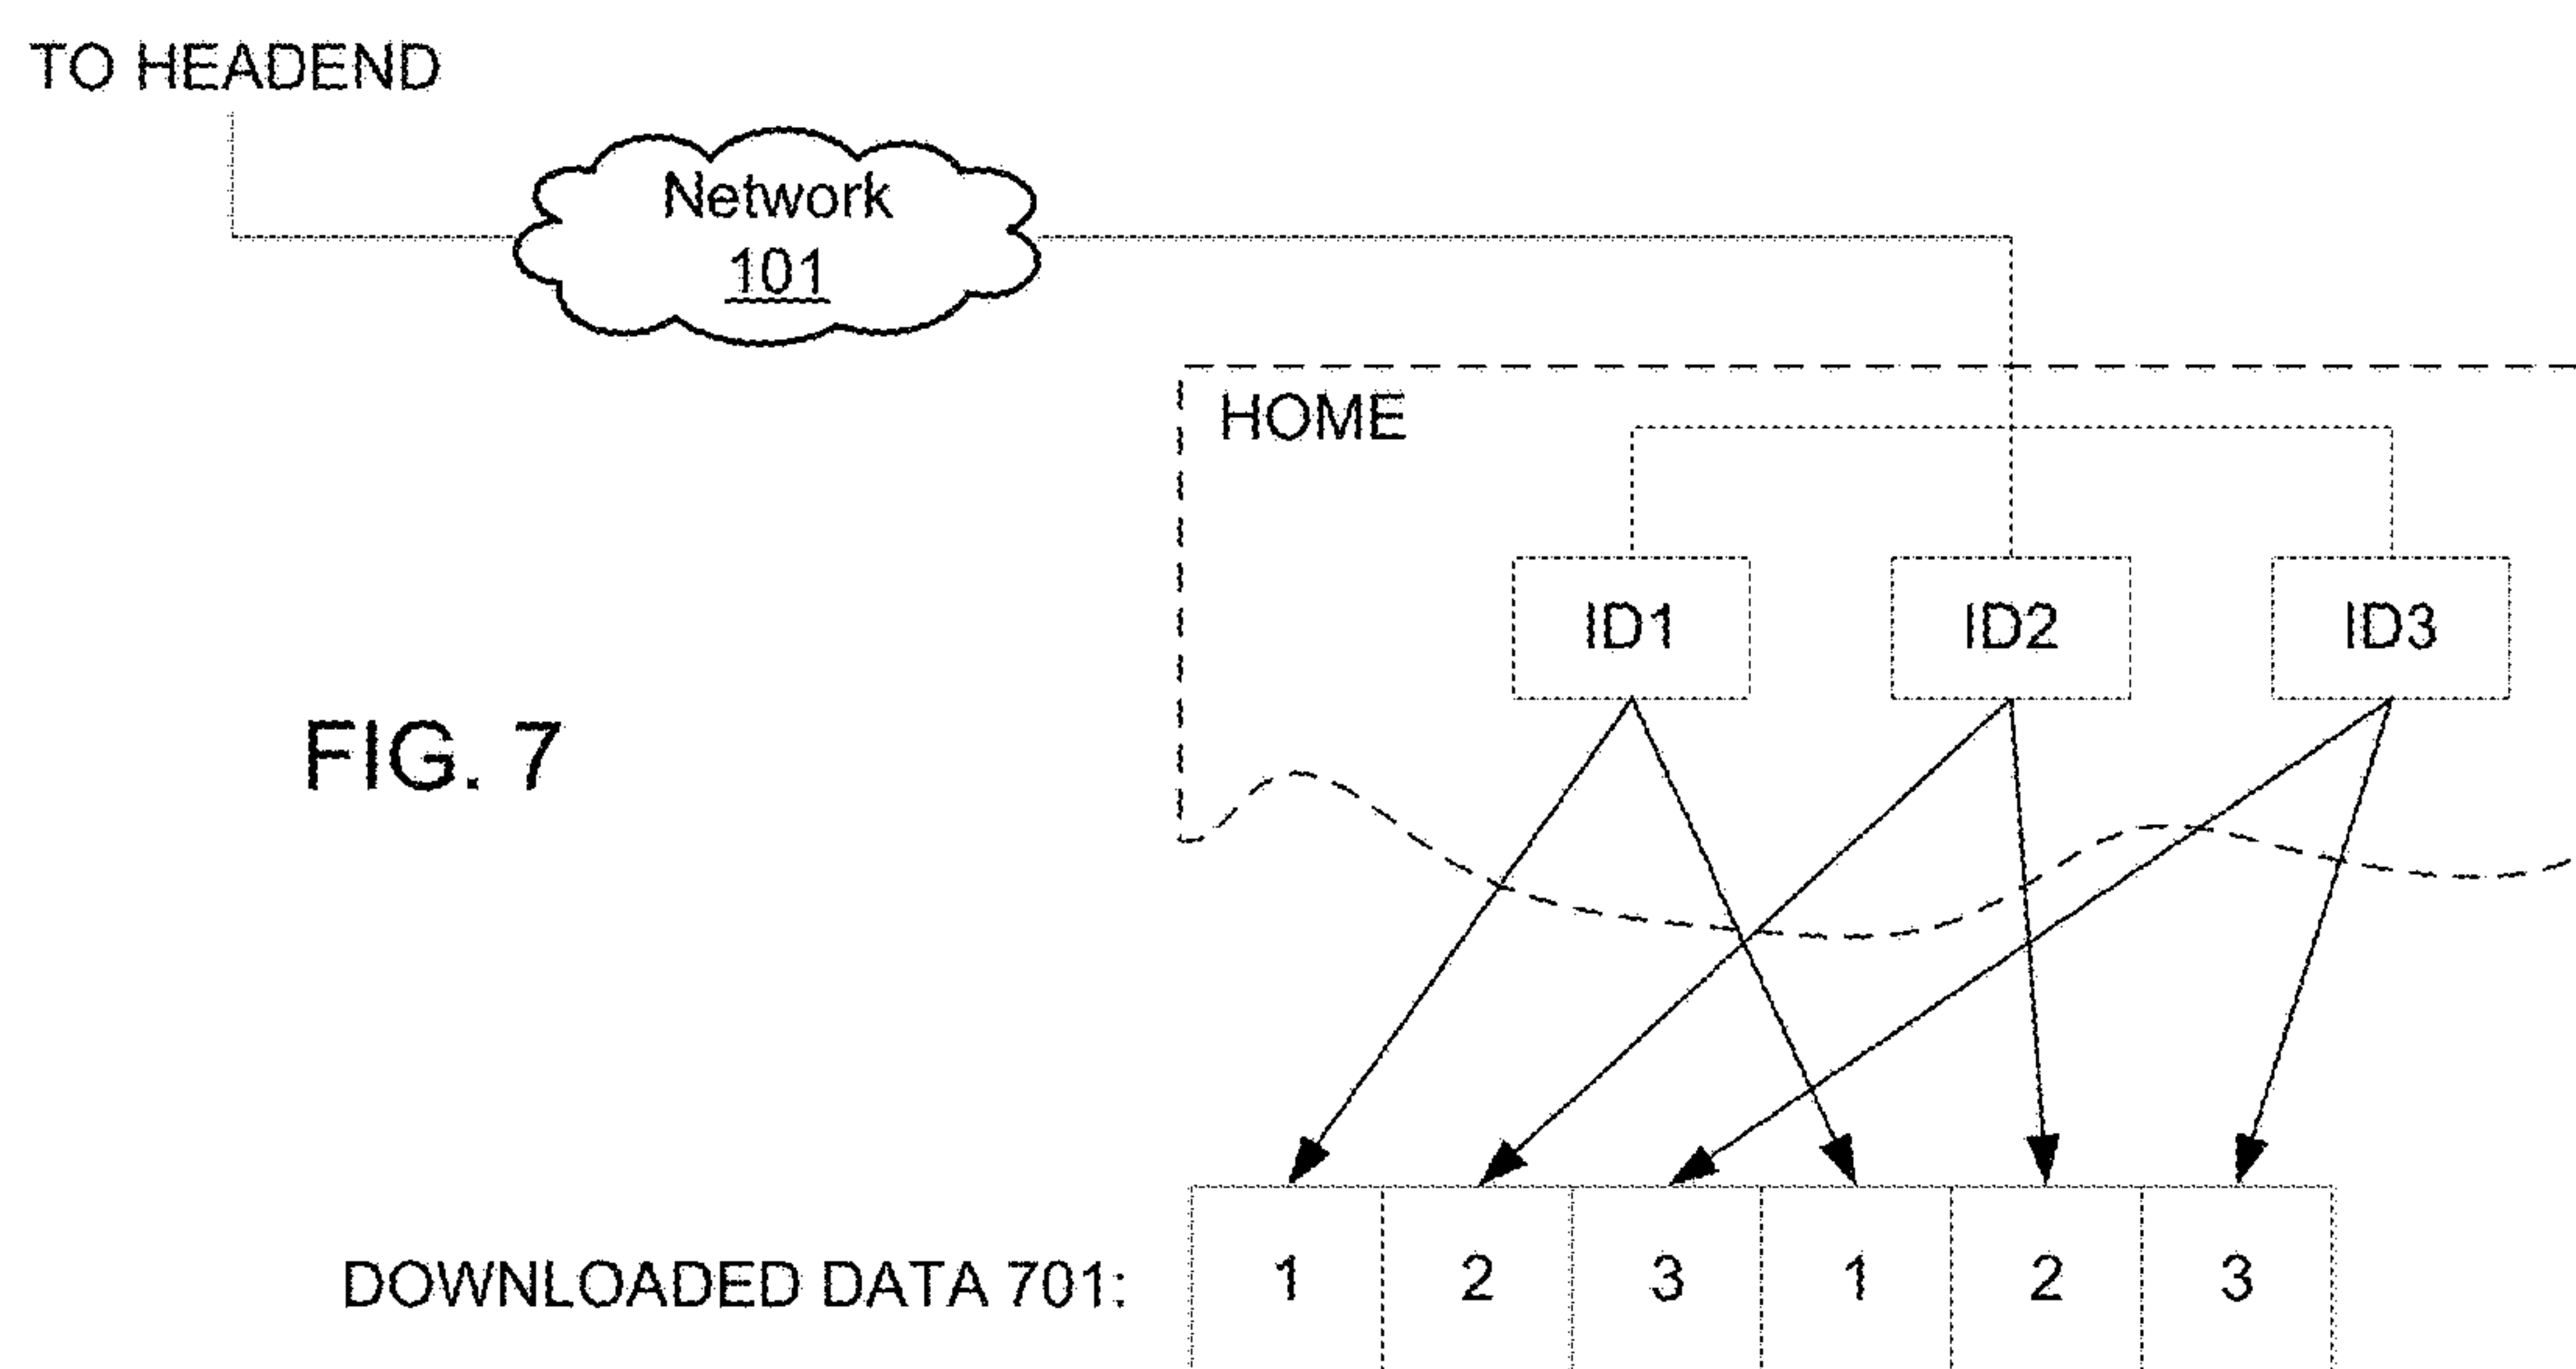 TO HEADEND
Network
101
HOME
ID1 ID2 ID3
FIG. 7
DOWNLOADED DATA 701: 1 2 3 1 2 3